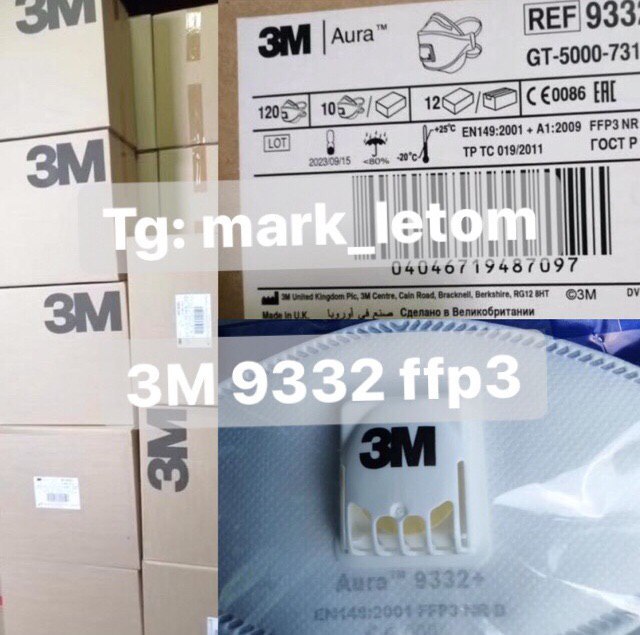 3M
3M
3M
3M
3M | Aura™
REF 933
GT-5000-731
120 10 / 12 /
CE0086 EAC
LOT
2023/09/15
<80%
-20°C
+25°C
EN149:2001 + A1:2009 FFP3 NR
TP TC 019/2011 ГОСТ Р
Tg: mark_letom
04046719487097
3M United Kingdom Plc, 3M Centre, Cain Road, Bracknell, Berkshire, RG12 8HT ©3M DV
Made in U.K. صنع في أوروبا Сделано в Великобритании
3M 9332 ffp3
3M
Aura™ 9332+
EN149:2001 FFP3 NR D